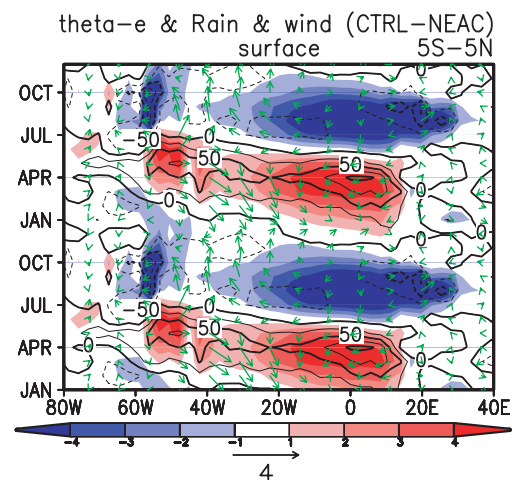 theta-e & Rain & wind (CTRL-NEAC)
surface 5S-5N
0
OCT
-50 0
JUL
50 50
APR
0 0
JAN
0
OCT
-50 0
JUL
50 50
0 APR 0
JAN
80W 60W 40W 20W 0 20E 40E
-4 -3 -2 -1 1 2 3 4
4